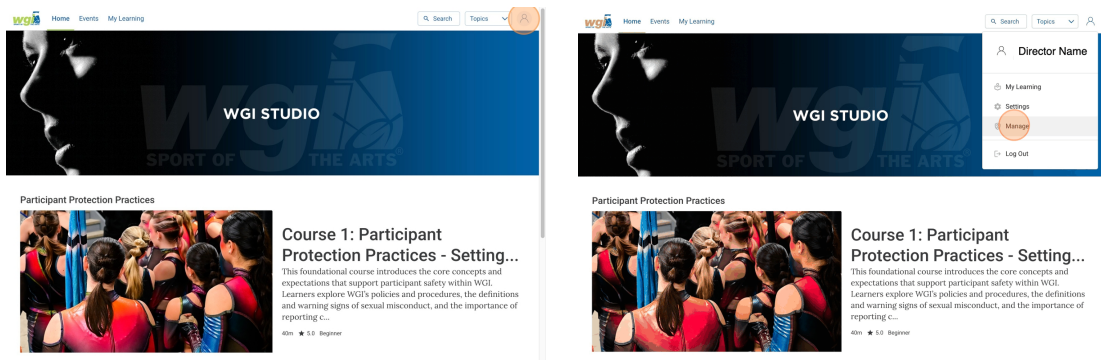 wgi Home Events My Learning Search Topics
wgi
WGI STUDIO
SPORT OF THE ARTS
Participant Protection Practices
Course 1: Participant
Protection Practices - Setting...
This foundational course introduces the core concepts and
expectations that support participant safety within WGI.
Learners explore WGI's policies and procedures, the definitions
and warning signs of sexual misconduct, and the importance of
reporting c...
40m ★ 5.0 Beginner
wgi Home Events My Learning Search Topics
Director Name
My Learning
Settings
Manage
Log Out
wgi
WGI STUDIO
SPORT OF THE ARTS
Participant Protection Practices
Course 1: Participant
Protection Practices - Setting...
This foundational course introduces the core concepts and
expectations that support participant safety within WGI.
Learners explore WGI's policies and procedures, the definitions
and warning signs of sexual misconduct, and the importance of
reporting c...
40m ★ 5.0 Beginner